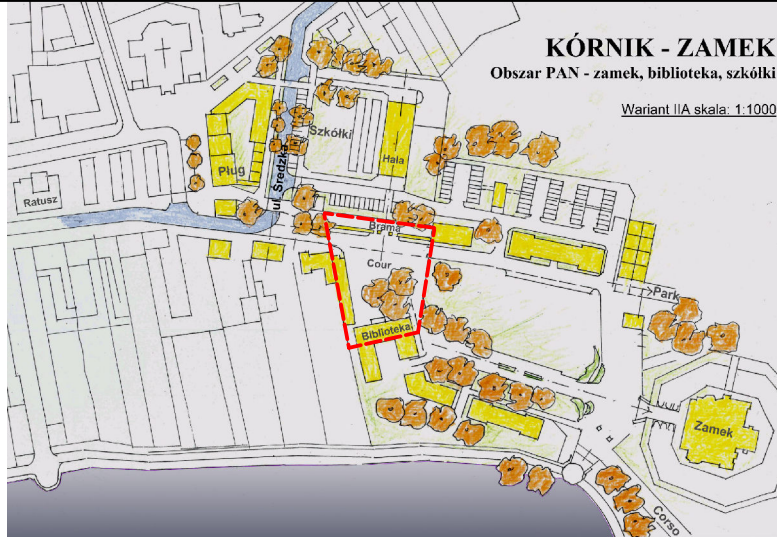 KÓRNIK - ZAMEK
Obszar PAN - zamek, biblioteka, szkółki
Wariant IIA skala: 1:1000
Szkółki
Hala
Pług
ul. Średzka
Ratusz
Brama
Cour
Park
Biblioteka
Zamek
Corso